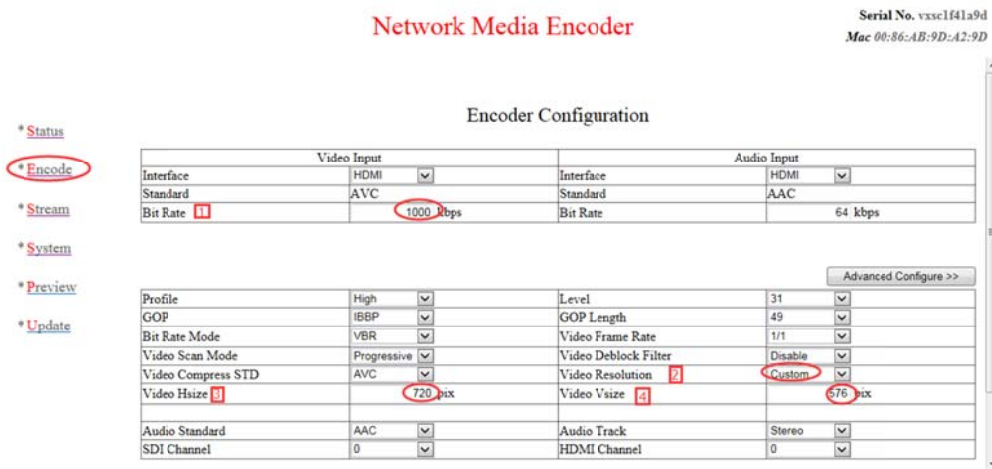 Network Media Encoder
Serial No. vxsc1f41a9d
Mac 00:86:AB:9D:A2:9D
Encoder Configuration
* Status
* Encode
* Stream
* System
* Preview
* Update
Video Input Audio Input
Interface HDMI Interface HDMI
Standard AVC Standard AAC
Bit Rate 1 1000 kbps Bit Rate 64 kbps
Advanced Configure >>
Profile High Level 31
GOP IBBP GOP Length 49
Bit Rate Mode VBR Video Frame Rate 1/1
Video Scan Mode Progressive Video Deblock Filter Disable
Video Compress STD AVC Video Resolution 2 Custom
Video Hsize 3 720 pix Video Vsize 4 576 pix
Audio Standard AAC Audio Track Stereo
SDI Channel 0 HDMI Channel 0